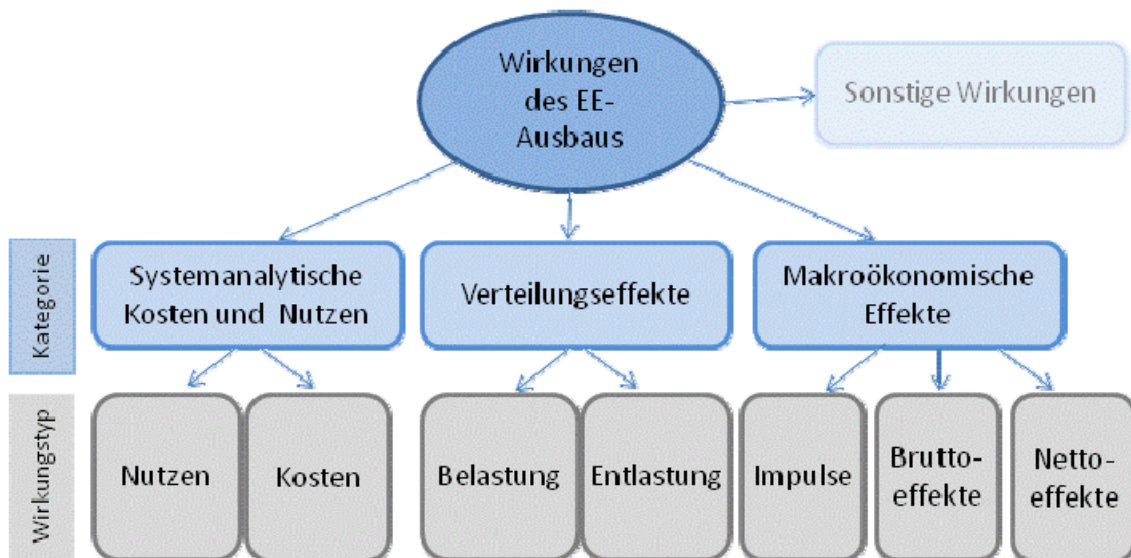 Wirkungen
des EE-
Ausbaus
Sonstige Wirkungen
Kategorie
Systemanalytische
Kosten und Nutzen
Verteilungseffekte
Makroökonomische
Effekte
Wirkungstyp
Nutzen
Kosten
Belastung
Entlastung
Impulse
Brutto-
effekte
Netto-
effekte